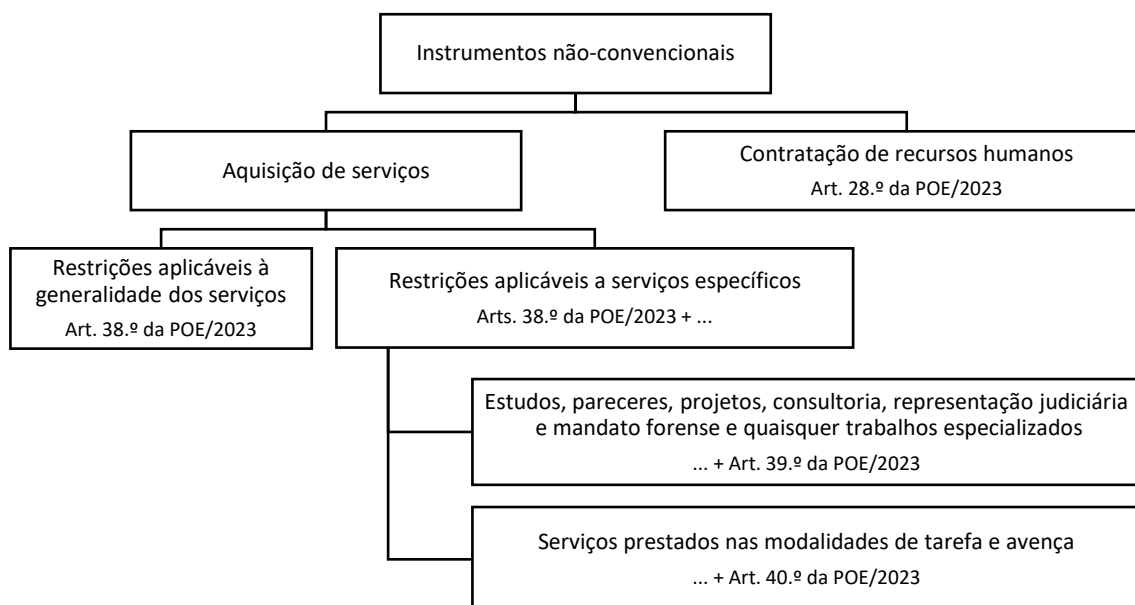 Instrumentos não-convencionais
Aquisição de serviços
Contratação de recursos humanos
Art. 28.º da POE/2023
Restrições aplicáveis à
generalidade dos serviços
Art. 38.º da POE/2023
Restrições aplicáveis a serviços específicos
Arts. 38.º da POE/2023 + ...
Estudos, pareceres, projetos, consultoria, representação judiciária
e mandato forense e quaisquer trabalhos especializados
... + Art. 39.º da POE/2023
Serviços prestados nas modalidades de tarefa e avença
... + Art. 40.º da POE/2023